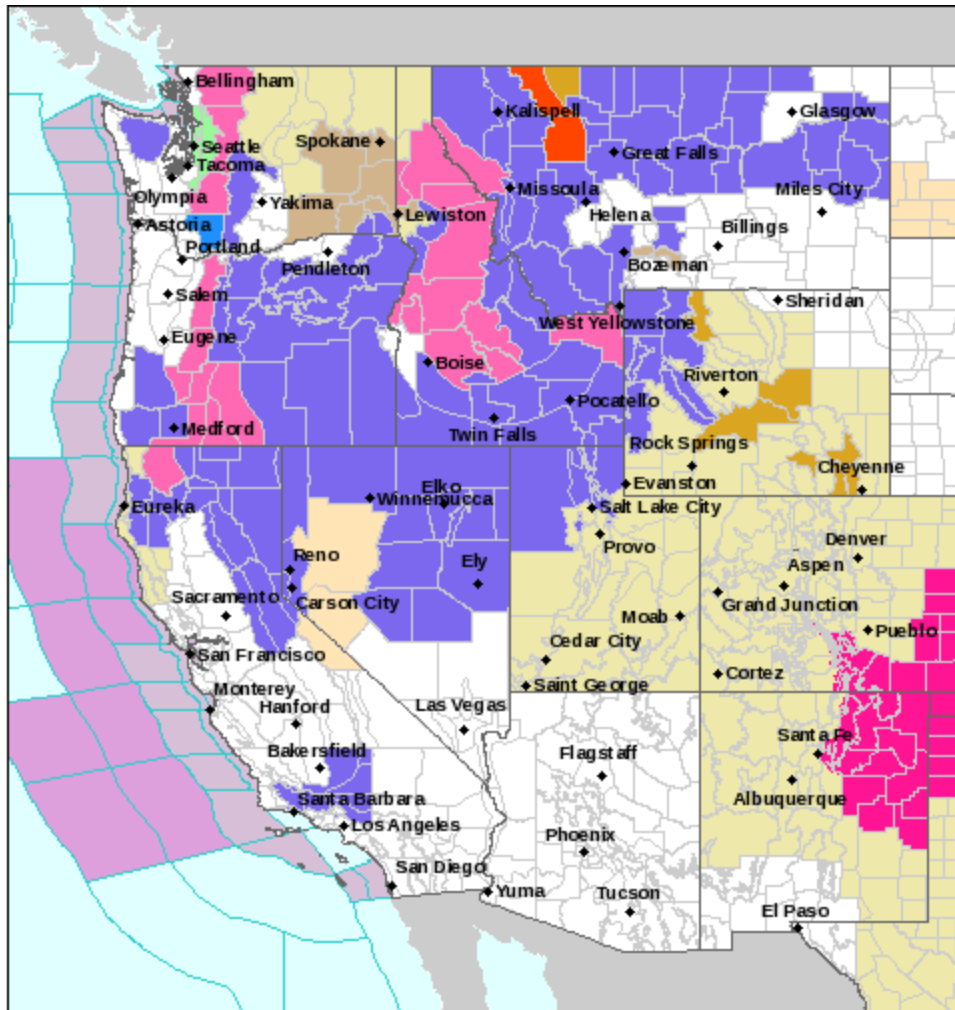 Bellingham
Kalispell
Glasgow
Seattle
Spokane
Great Falls
Tacoma
Missoula
Miles City
Olympia
Yakima
Lewiston
Helena
Astoria
Billings
Portland
Pendleton
Bozeman
Salem
Sheridan
West Yellowstone
Eugene
Boise
Riverton
Pocatello
Medford
Twin Falls
Rock Springs
Cheyenne
Elko
Evanston
Winnemucca
Eureka
Salt Lake City
Denver
Provo
Reno
Ely
Aspen
Sacramento
Carson City
Grand Junction
Moab
Pueblo
Cedar City
San Francisco
Cortez
Saint George
Monterey
Las Vegas
Hanford
Santa Fe
Bakersfield
Flagstaff
Santa Barbara
Albuquerque
Los Angeles
Phoenix
San Diego
Yuma
Tucson
El Paso